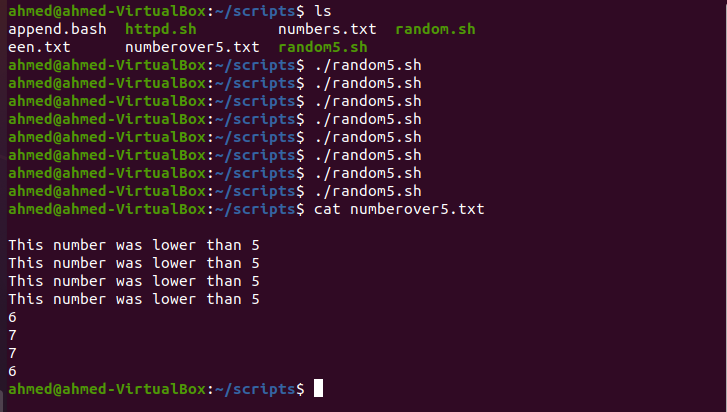 ahmed@ahmed-VirtualBox:~/scripts$ ls
append.bash  httpd.sh         numbers.txt  random.sh
een.txt      numberover5.txt  random5.sh
ahmed@ahmed-VirtualBox:~/scripts$ ./random5.sh
ahmed@ahmed-VirtualBox:~/scripts$ ./random5.sh
ahmed@ahmed-VirtualBox:~/scripts$ ./random5.sh
ahmed@ahmed-VirtualBox:~/scripts$ ./random5.sh
ahmed@ahmed-VirtualBox:~/scripts$ ./random5.sh
ahmed@ahmed-VirtualBox:~/scripts$ ./random5.sh
ahmed@ahmed-VirtualBox:~/scripts$ ./random5.sh
ahmed@ahmed-VirtualBox:~/scripts$ ./random5.sh
ahmed@ahmed-VirtualBox:~/scripts$ cat numberover5.txt

This number was lower than 5
This number was lower than 5
This number was lower than 5
This number was lower than 5
6
7
7
6
ahmed@ahmed-VirtualBox:~/scripts$